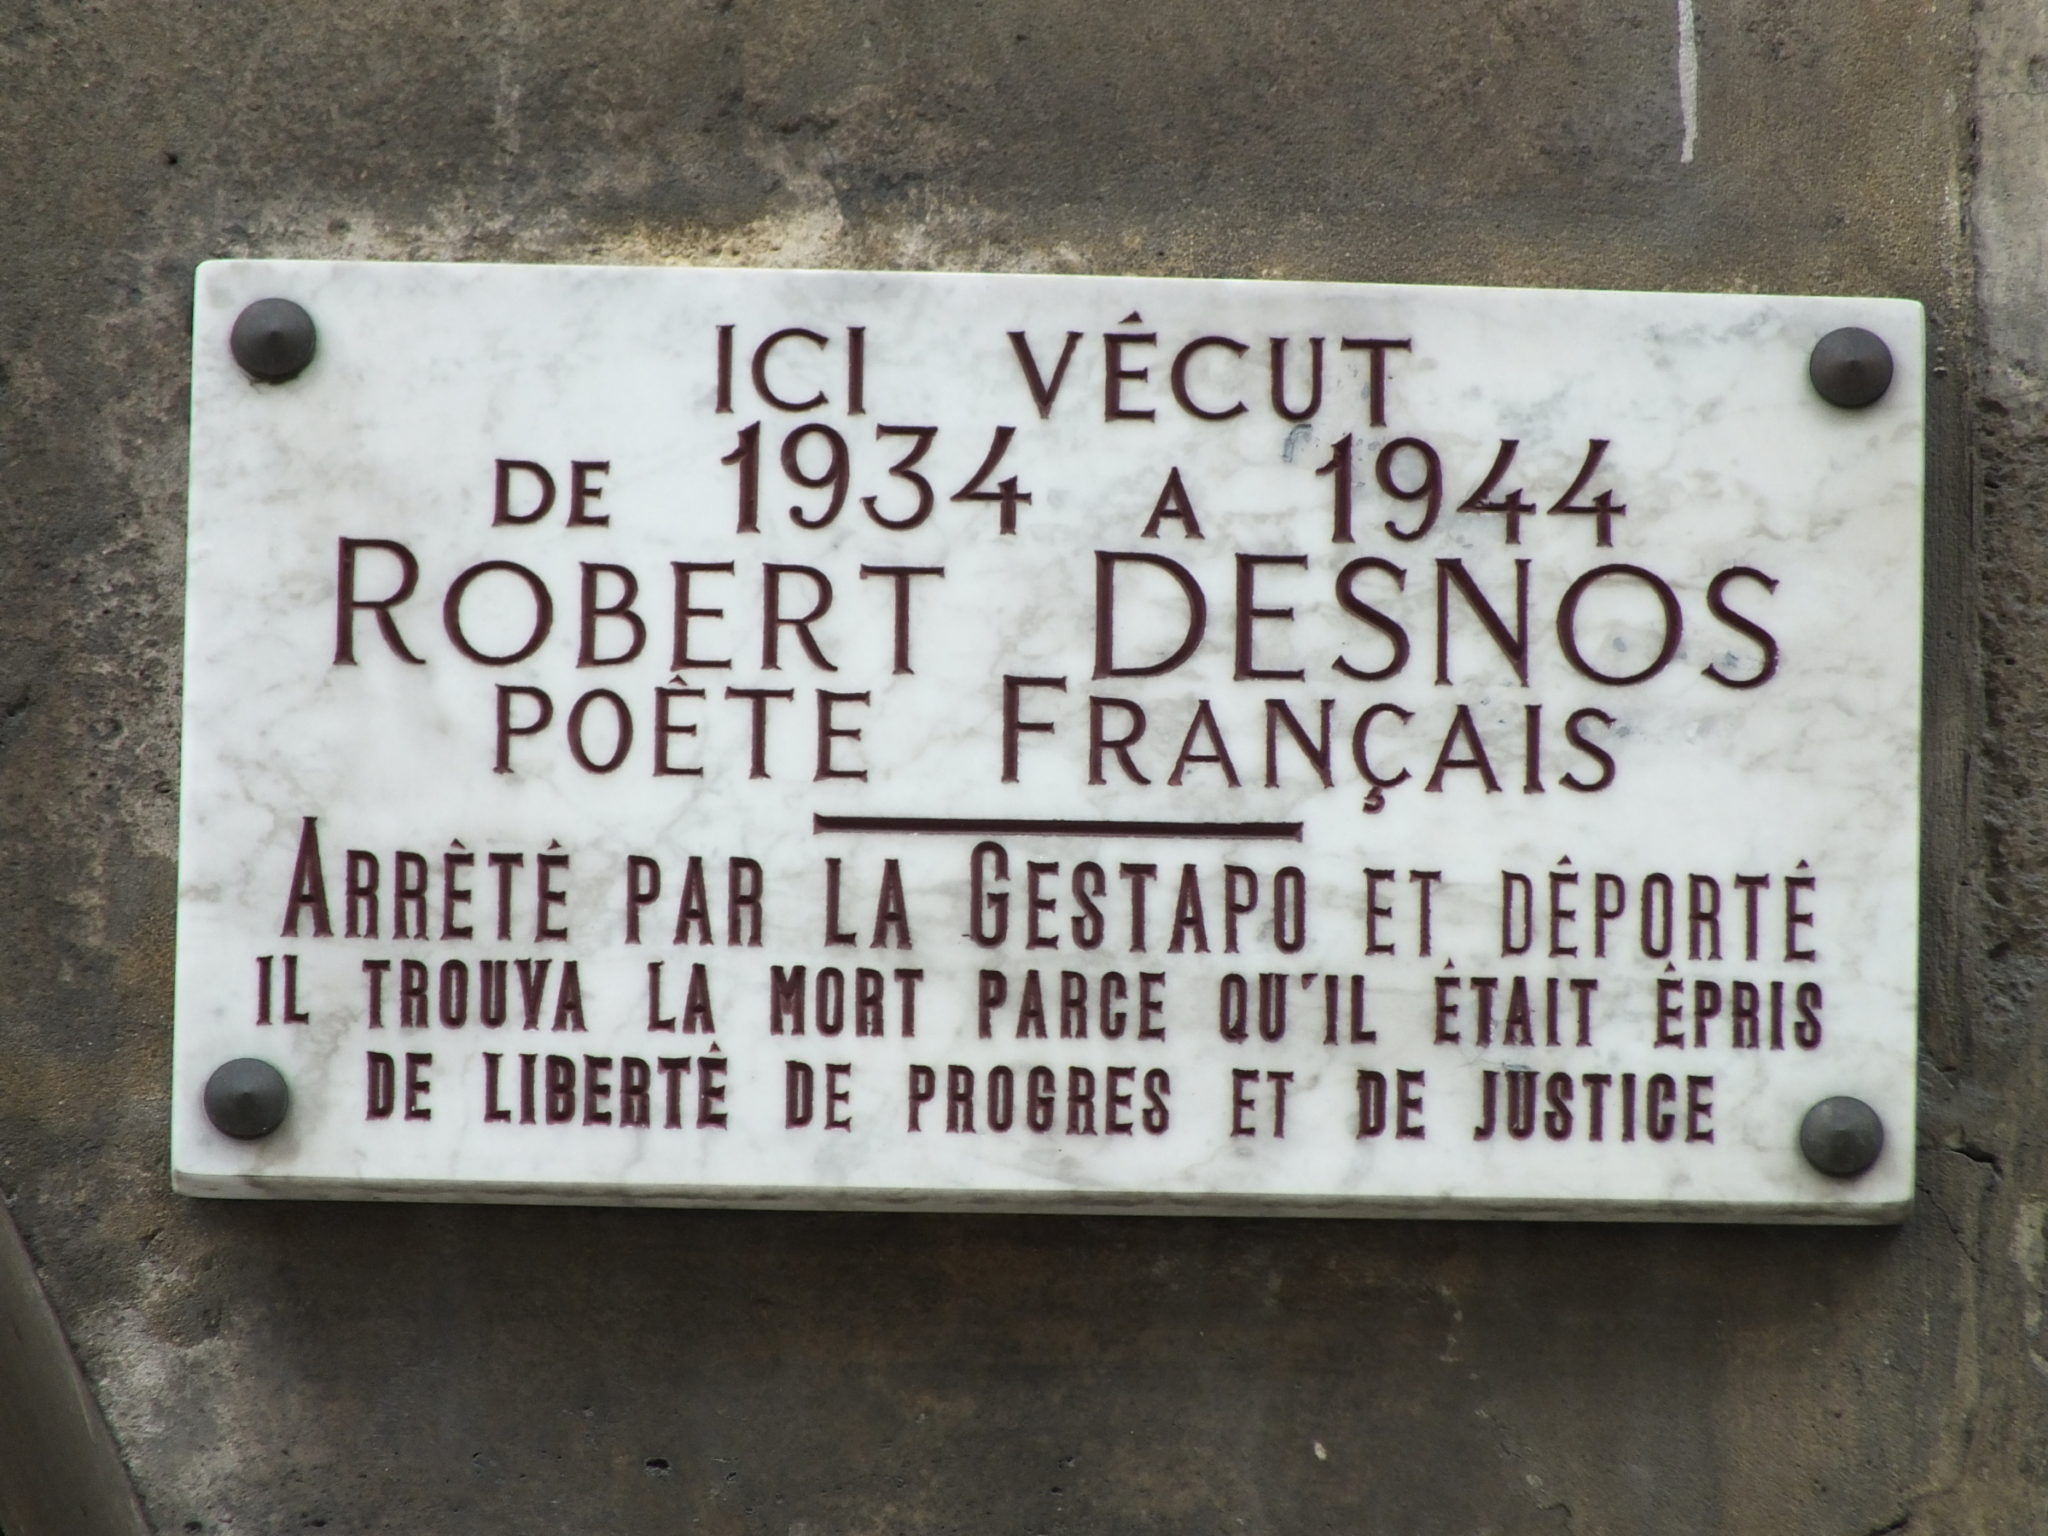 ICI VÉCUT
DE 1934 A 1944
ROBERT DESNOS
POÊTE FRANÇAIS
ARRÊTÉ PAR LA GESTAPO ET DÉPORTÉ
IL TROUVA LA MORT PARCE QU'IL ÉTAIT ÉPRIS
DE LIBERTÉ DE PROGRES ET DE JUSTICE